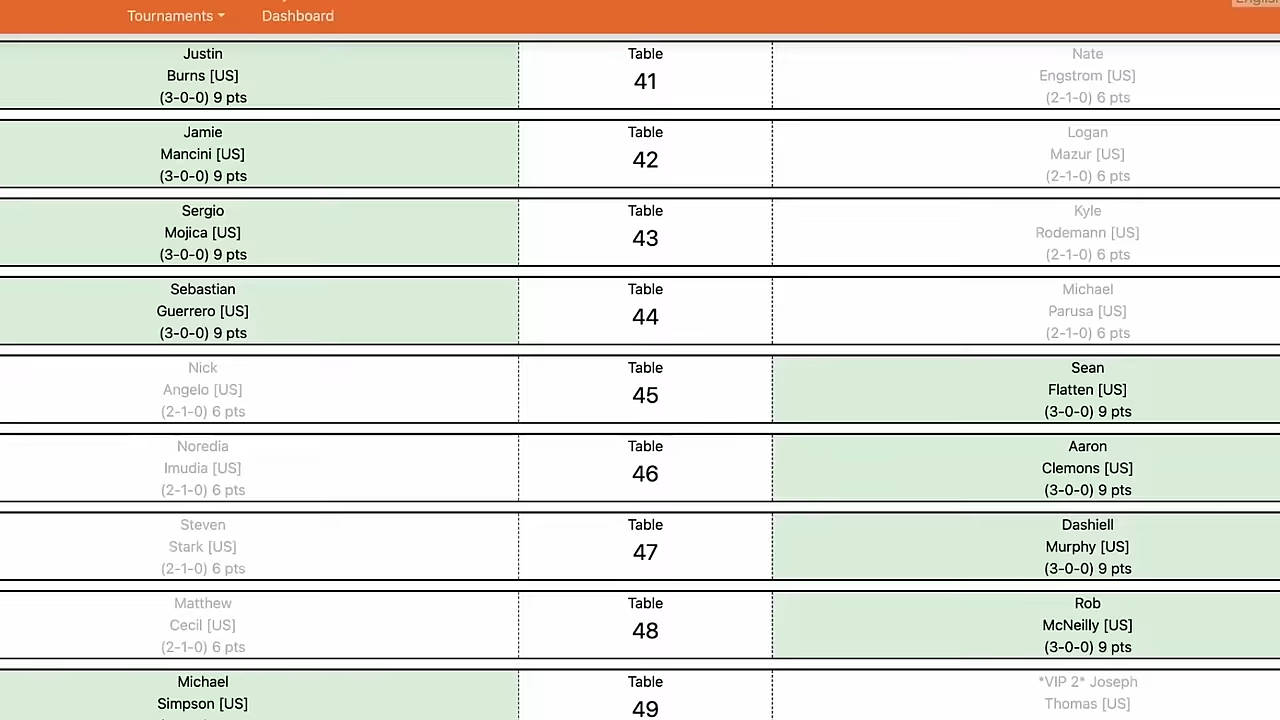 English
Tournaments Dashboard
Justin
Burns [US]
(3-0-0) 9 pts
Table
41
Nate
Engstrom [US]
(2-1-0) 6 pts
Jamie
Mancini [US]
(3-0-0) 9 pts
Table
42
Logan
Mazur [US]
(2-1-0) 6 pts
Sergio
Mojica [US]
(3-0-0) 9 pts
Table
43
Kyle
Rodemann [US]
(2-1-0) 6 pts
Sebastian
Guerrero [US]
(3-0-0) 9 pts
Table
44
Michael
Parusa [US]
(2-1-0) 6 pts
Nick
Angelo [US]
(2-1-0) 6 pts
Table
45
Sean
Flatten [US]
(3-0-0) 9 pts
Noredia
Imudia [US]
(2-1-0) 6 pts
Table
46
Aaron
Clemons [US]
(3-0-0) 9 pts
Steven
Stark [US]
(2-1-0) 6 pts
Table
47
Dashiell
Murphy [US]
(3-0-0) 9 pts
Matthew
Cecil [US]
(2-1-0) 6 pts
Table
48
Rob
McNeilly [US]
(3-0-0) 9 pts
Michael
Simpson [US]
Table
49
*VIP 2* Joseph
Thomas [US]